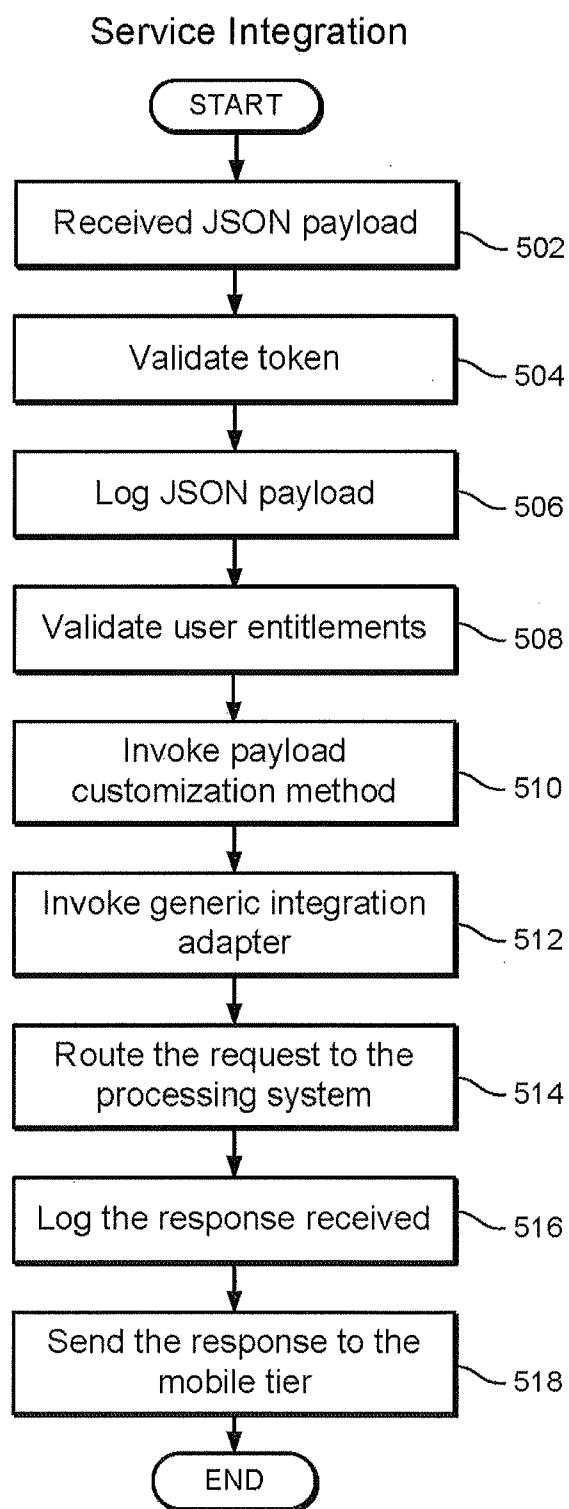 Service Integration
START
Received JSON payload
502
Validate token
504
Log JSON payload
506
Validate user entitlements
508
Invoke payload
customization method
510
Invoke generic integration
adapter
512
Route the request to the
processing system
514
Log the response received
516
Send the response to the
mobile tier
518
END